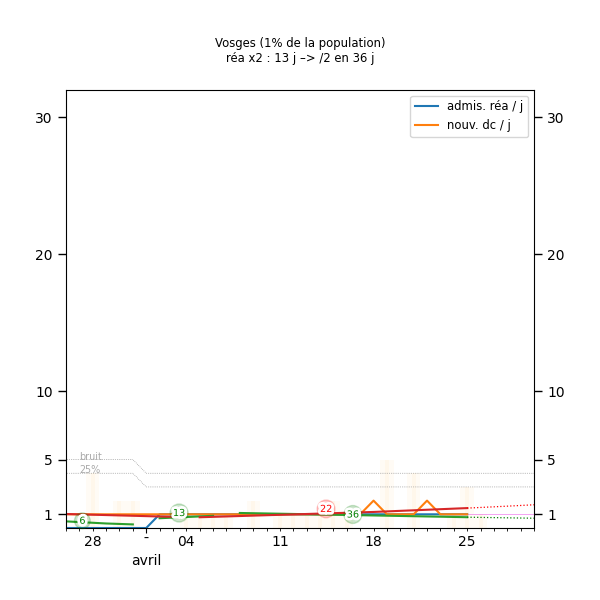 Vosges (1% de la population)
réa x2 : 13 j –> /2 en 36 j
admis. réa / j
nouv. dc / j
30 30
20 20
10 10
5 5
1 1
bruit
25%
6 13 22 36
28 - 04 11 18 25
avril